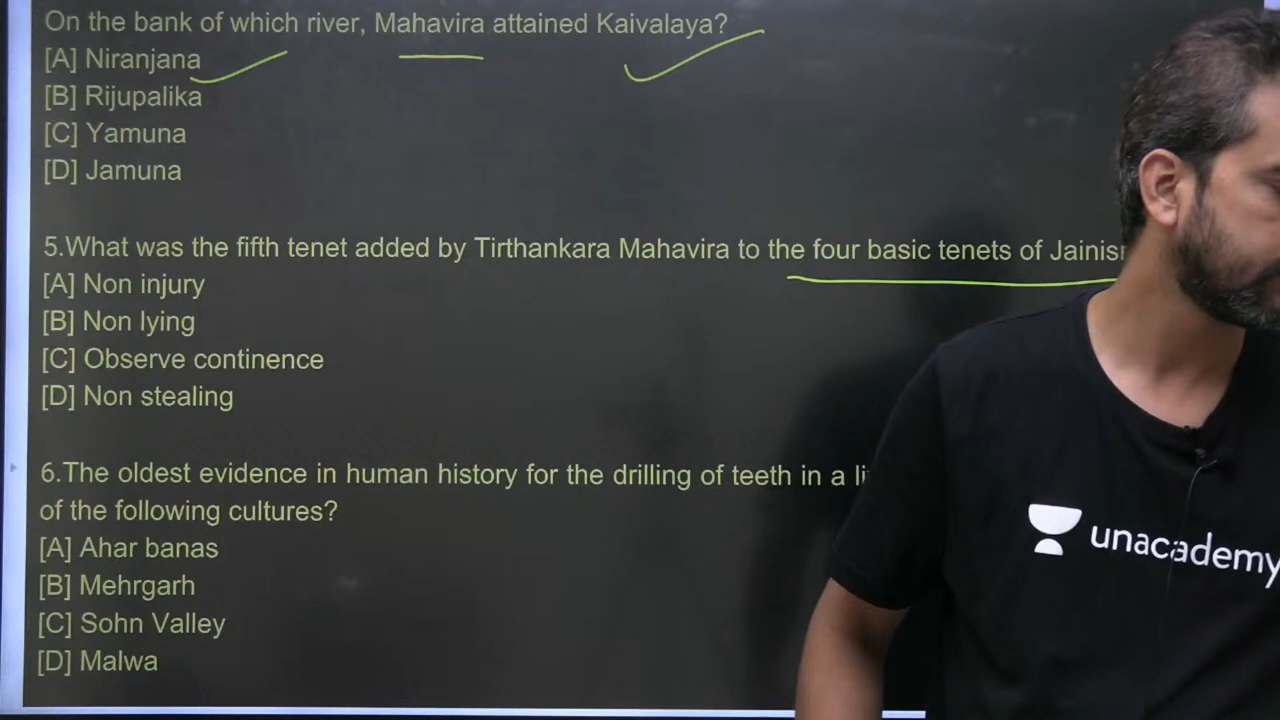 On the bank of which river, Mahavira attained Kaivalaya?
[A] Niranjana
[B] Rijupalika
[C] Yamuna
[D] Jamuna
5.What was the fifth tenet added by Tirthankara Mahavira to the four basic tenets of
[A] Non injury
[B] Non lying
[C] Observe continence
[D] Non stealing
6.The oldest evidence in human history for the drilling of teeth in a
of the following cultures?
[A] Ahar banas
[B] Mehrgarh
[C] Sohn Valley
[D] Malwa
unacademy